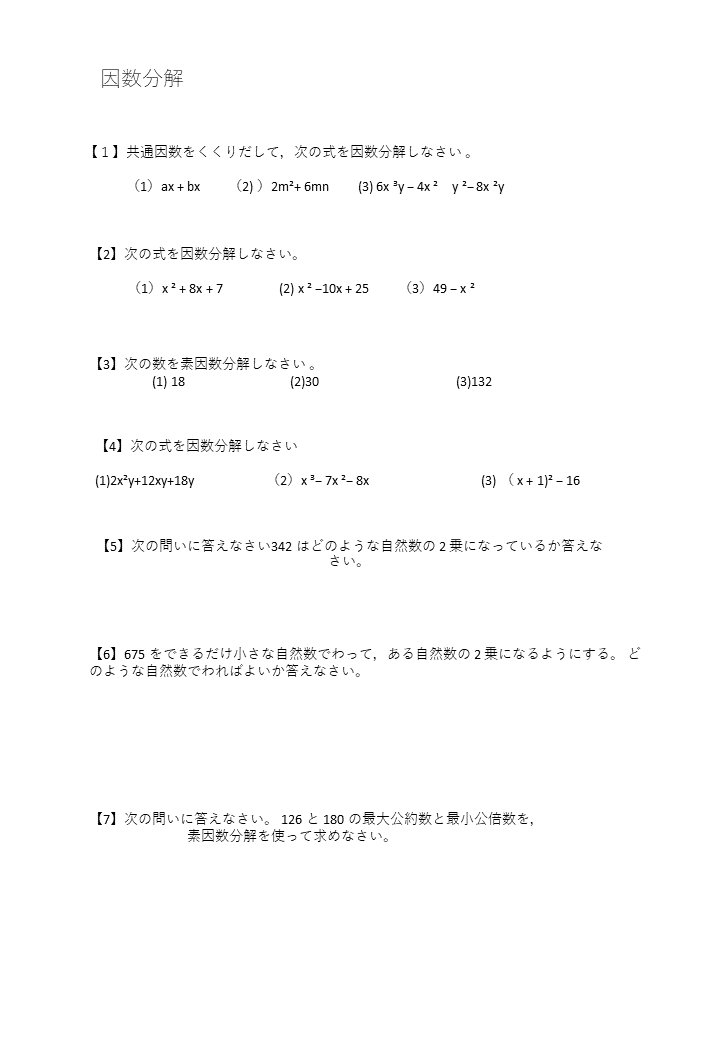 因数分解
【１】共通因数をくくりだして，次の式を因数分解しなさい 。
（1）ax + bx （2) ）2m²+ 6mn (3) 6x ³y − 4x ² y ²− 8x ²y
【2】次の式を因数分解しなさい。
（1）x ² + 8x + 7 (2) x ² −10x + 25 （3）49 − x ²
【3】次の数を素因数分解しなさい 。
(1) 18 (2)30 (3)132
【4】次の式を因数分解しなさい
(1)2x²y+12xy+18y （2）x ³− 7x ²− 8x (3) （ x + 1)² − 16
【5】次の問いに答えなさい342 はどのような自然数の 2 乗になっているか答えな
さい。
【6】675 をできるだけ小さな自然数でわって，ある自然数の 2 乗になるようにする。 ど
のような自然数でわればよいか答えなさい。
【7】次の問いに答えなさい。 126 と 180 の最大公約数と最小公倍数を，
素因数分解を使って求めなさい。